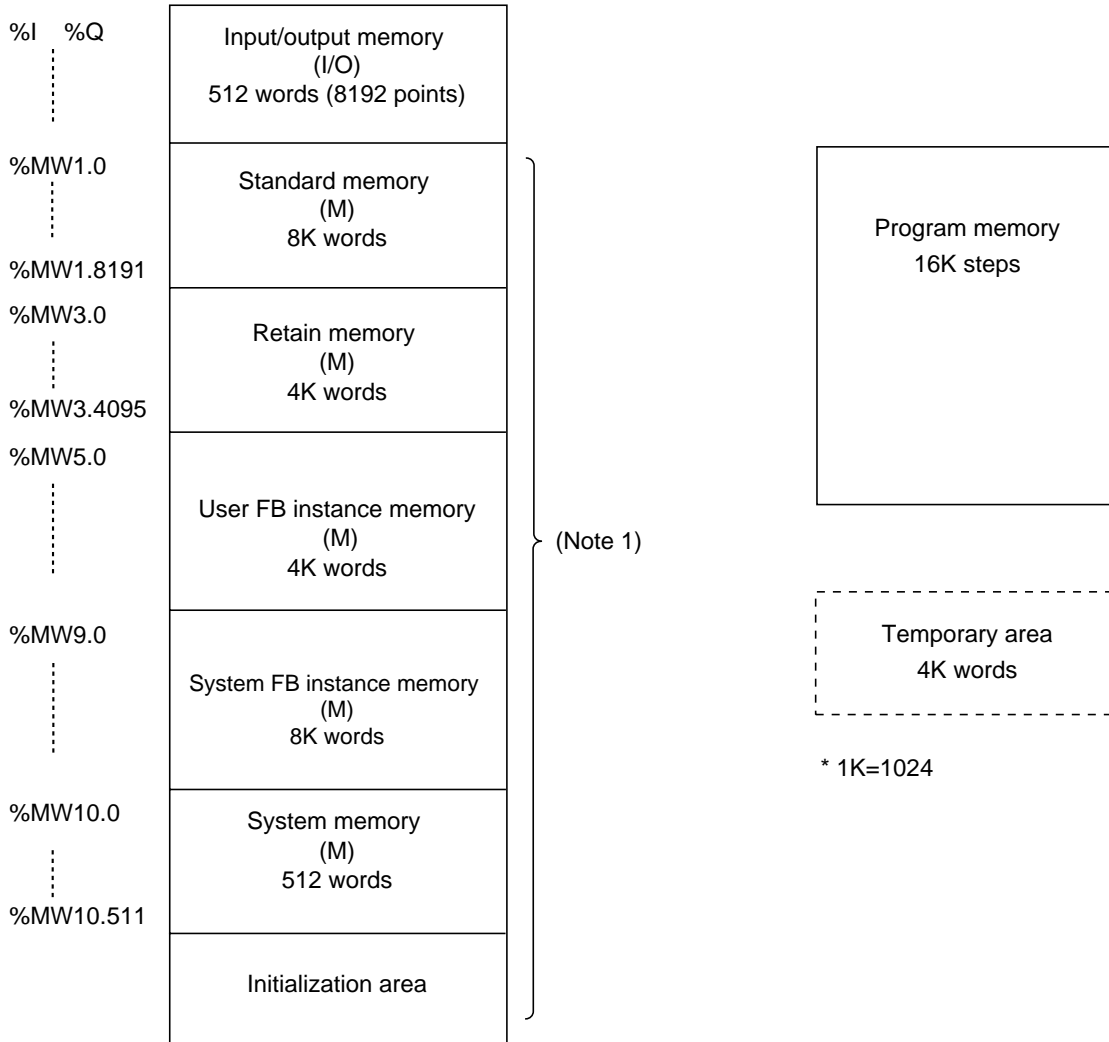 %I %Q
Input/output memory
(I/O)
512 words (8192 points)
%MW1.0
Standard memory
(M)
8K words
%MW1.8191
%MW3.0
Retain memory
(M)
4K words
%MW3.4095
%MW5.0
User FB instance memory
(M)
4K words
%MW9.0
System FB instance memory
(M)
8K words
%MW10.0
System memory
(M)
512 words
%MW10.511
Initialization area
(Note 1)
Program memory
16K steps
Temporary area
4K words
* 1K=1024